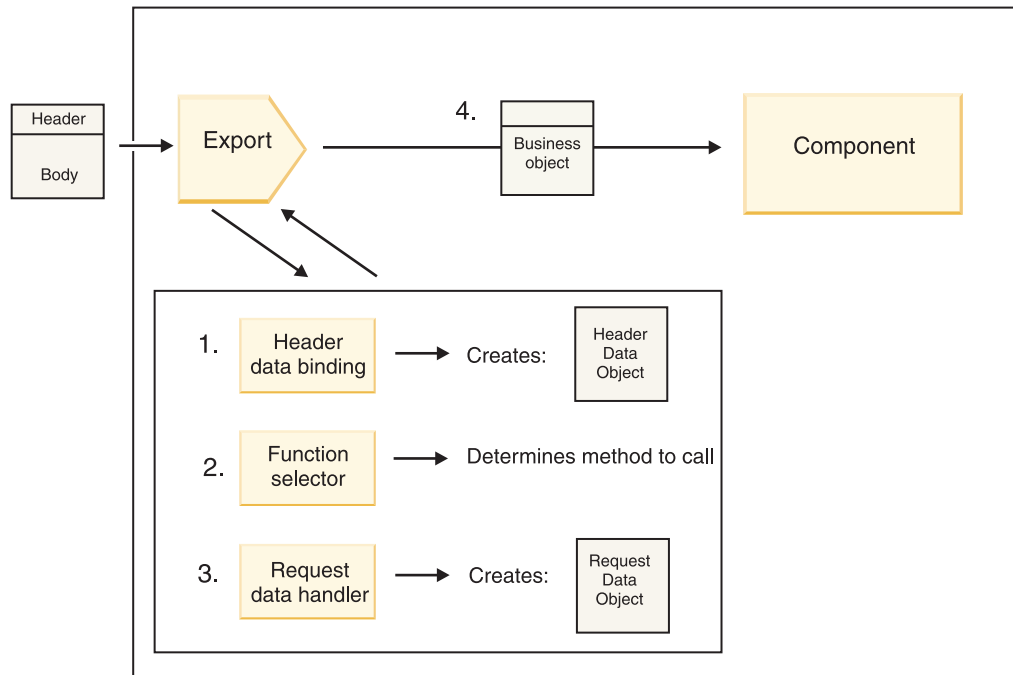 Header
Body
Export
4.
Business
object
Component
1.
Header
data binding
Creates:
Header
Data
Object
2.
Function
selector
Determines method to call
3.
Request
data handler
Creates:
Request
Data
Object